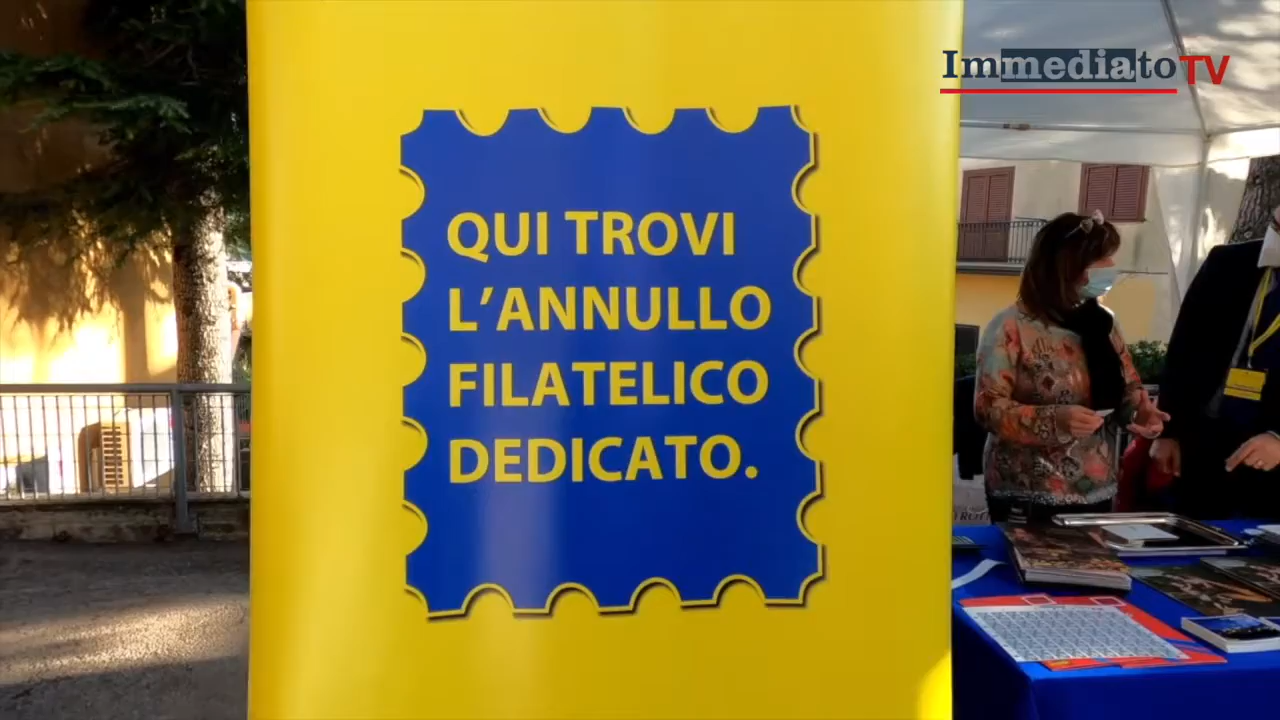 ImmediatoTV
QUI TROVI
L'ANNULLO
FILATELICO
DEDICATO.